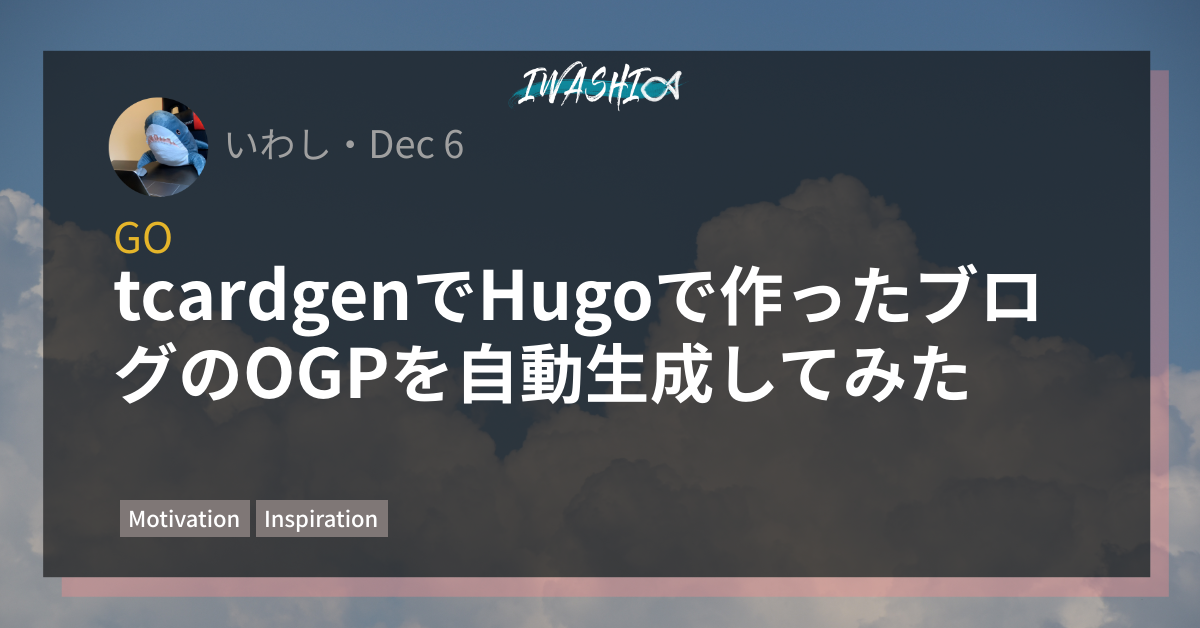 IWASHI
いわし・Dec 6
GO
tcardgenでHugoで作ったブロ
グのOGPを自動生成してみた
Motivation Inspiration